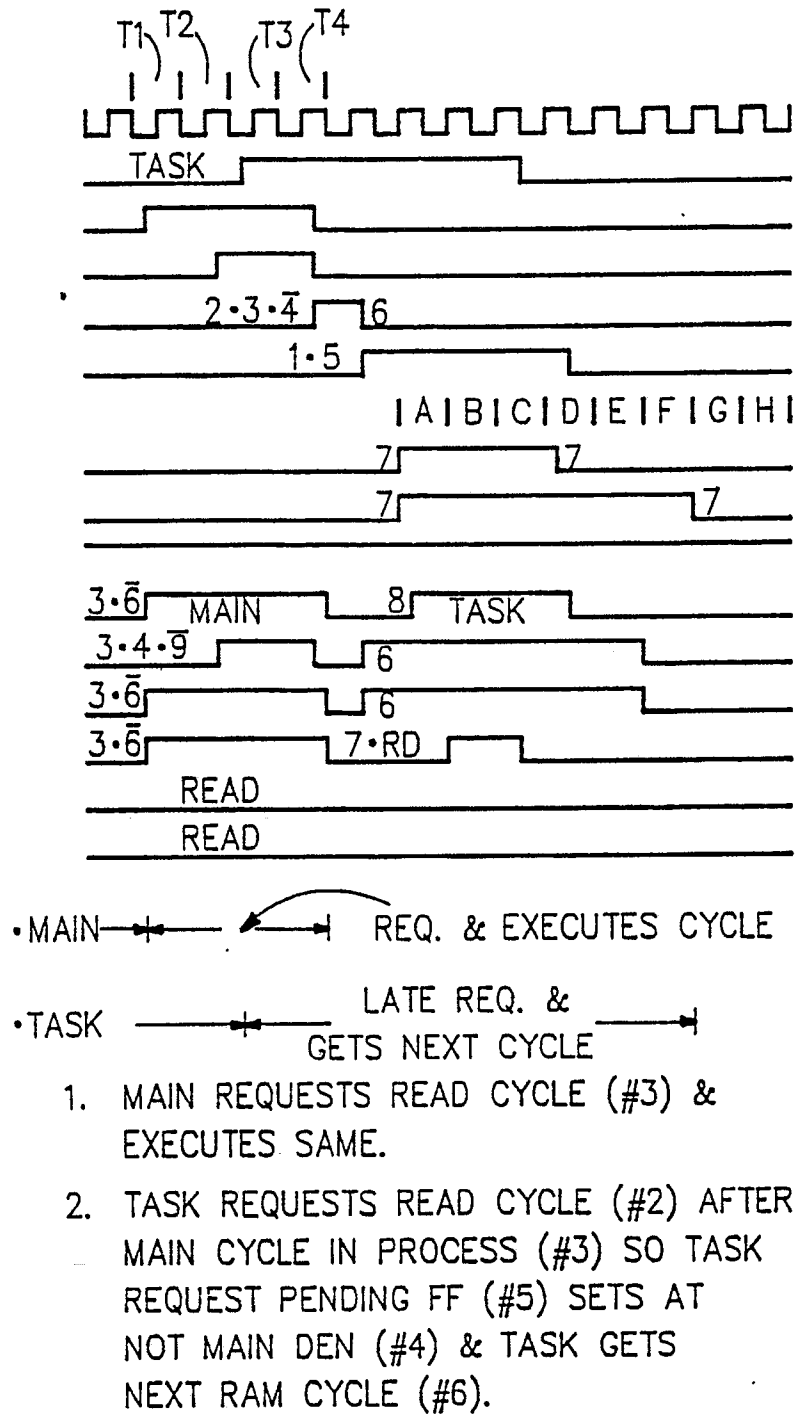 T1 T2 T3 T4
TASK
2·3·4̅ 6
1·5
A B C D E F G H
7 7
7 7
3·6̅ MAIN 8 TASK
3·4·9̅ 6
3·6̅ 6
3·6̅ 7·RD
READ
READ
·MAIN REQ. & EXECUTES CYCLE
·TASK LATE REQ. &
GETS NEXT CYCLE
1. MAIN REQUESTS READ CYCLE (#3) &
EXECUTES SAME.
2. TASK REQUESTS READ CYCLE (#2) AFTER
MAIN CYCLE IN PROCESS (#3) SO TASK
REQUEST PENDING FF (#5) SETS AT
NOT MAIN DEN (#4) & TASK GETS
NEXT RAM CYCLE (#6).